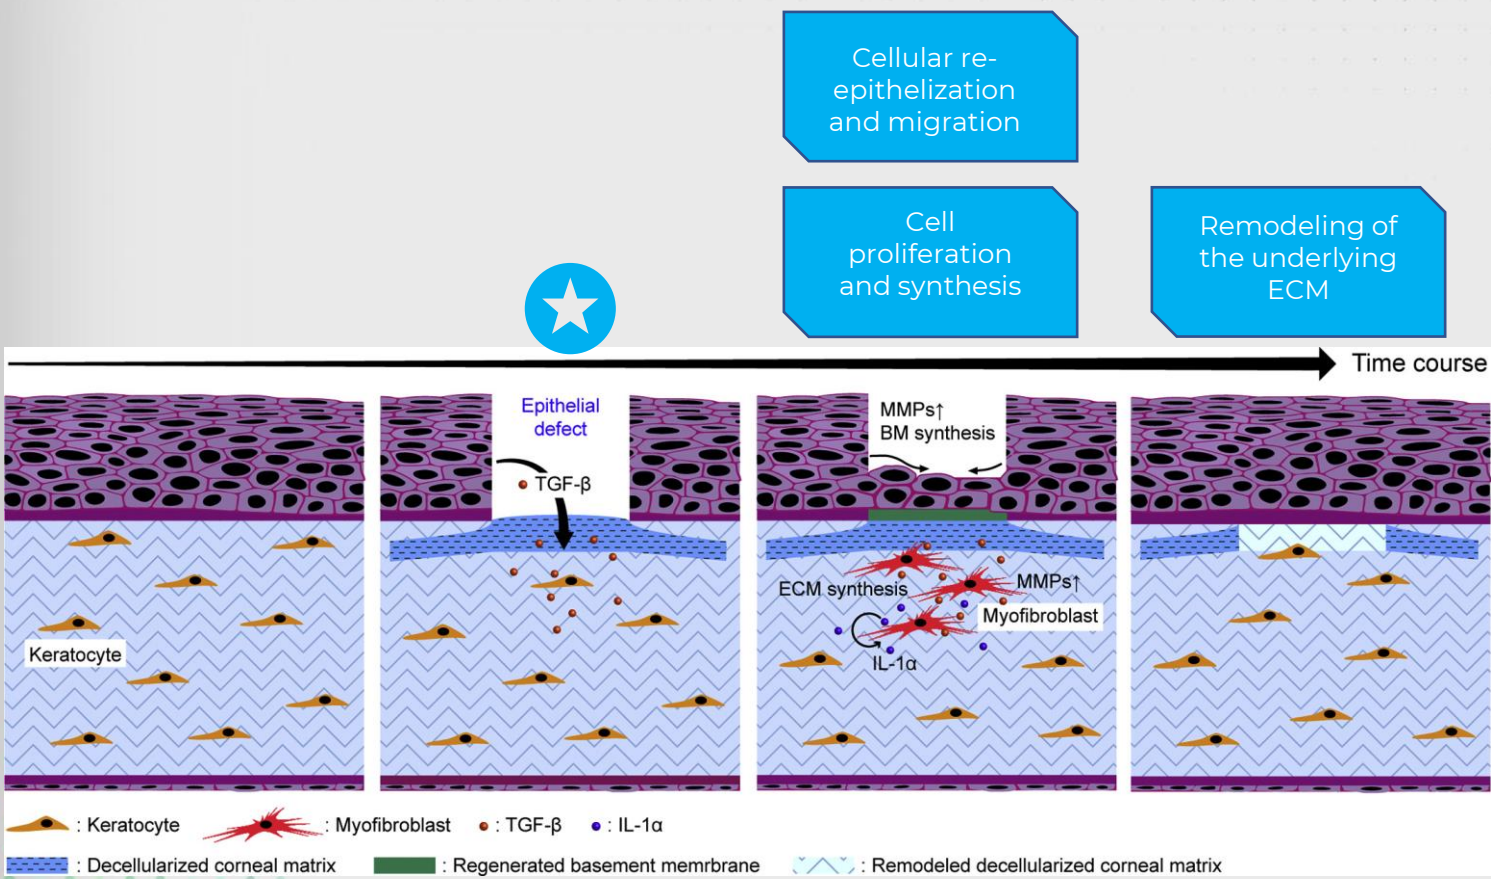 Cellular re-
epithelization
and migration
Cell
proliferation
and synthesis
Remodeling of
the underlying
ECM
Time course
Epithelial
defect
TGF-β
MMPs↑
BM synthesis
ECM synthesis
MMPs↑
Myofibroblast
IL-1α
Keratocyte
: Keratocyte
: Myofibroblast
: TGF-β
: IL-1α
: Decellularized corneal matrix
: Regenerated basement memrbrane
: Remodeled decellularized corneal matrix